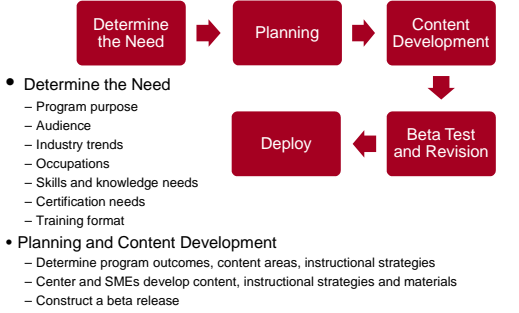 Determine
the Need
Planning
Content
Development
Beta Test
and Revision
Deploy
• Determine the Need
– Program purpose
– Audience
– Industry trends
– Occupations
– Skills and knowledge needs
– Certification needs
– Training format
• Planning and Content Development
– Determine program outcomes, content areas, instructional strategies
– Center and SMEs develop content, instructional strategies and materials
– Construct a beta release